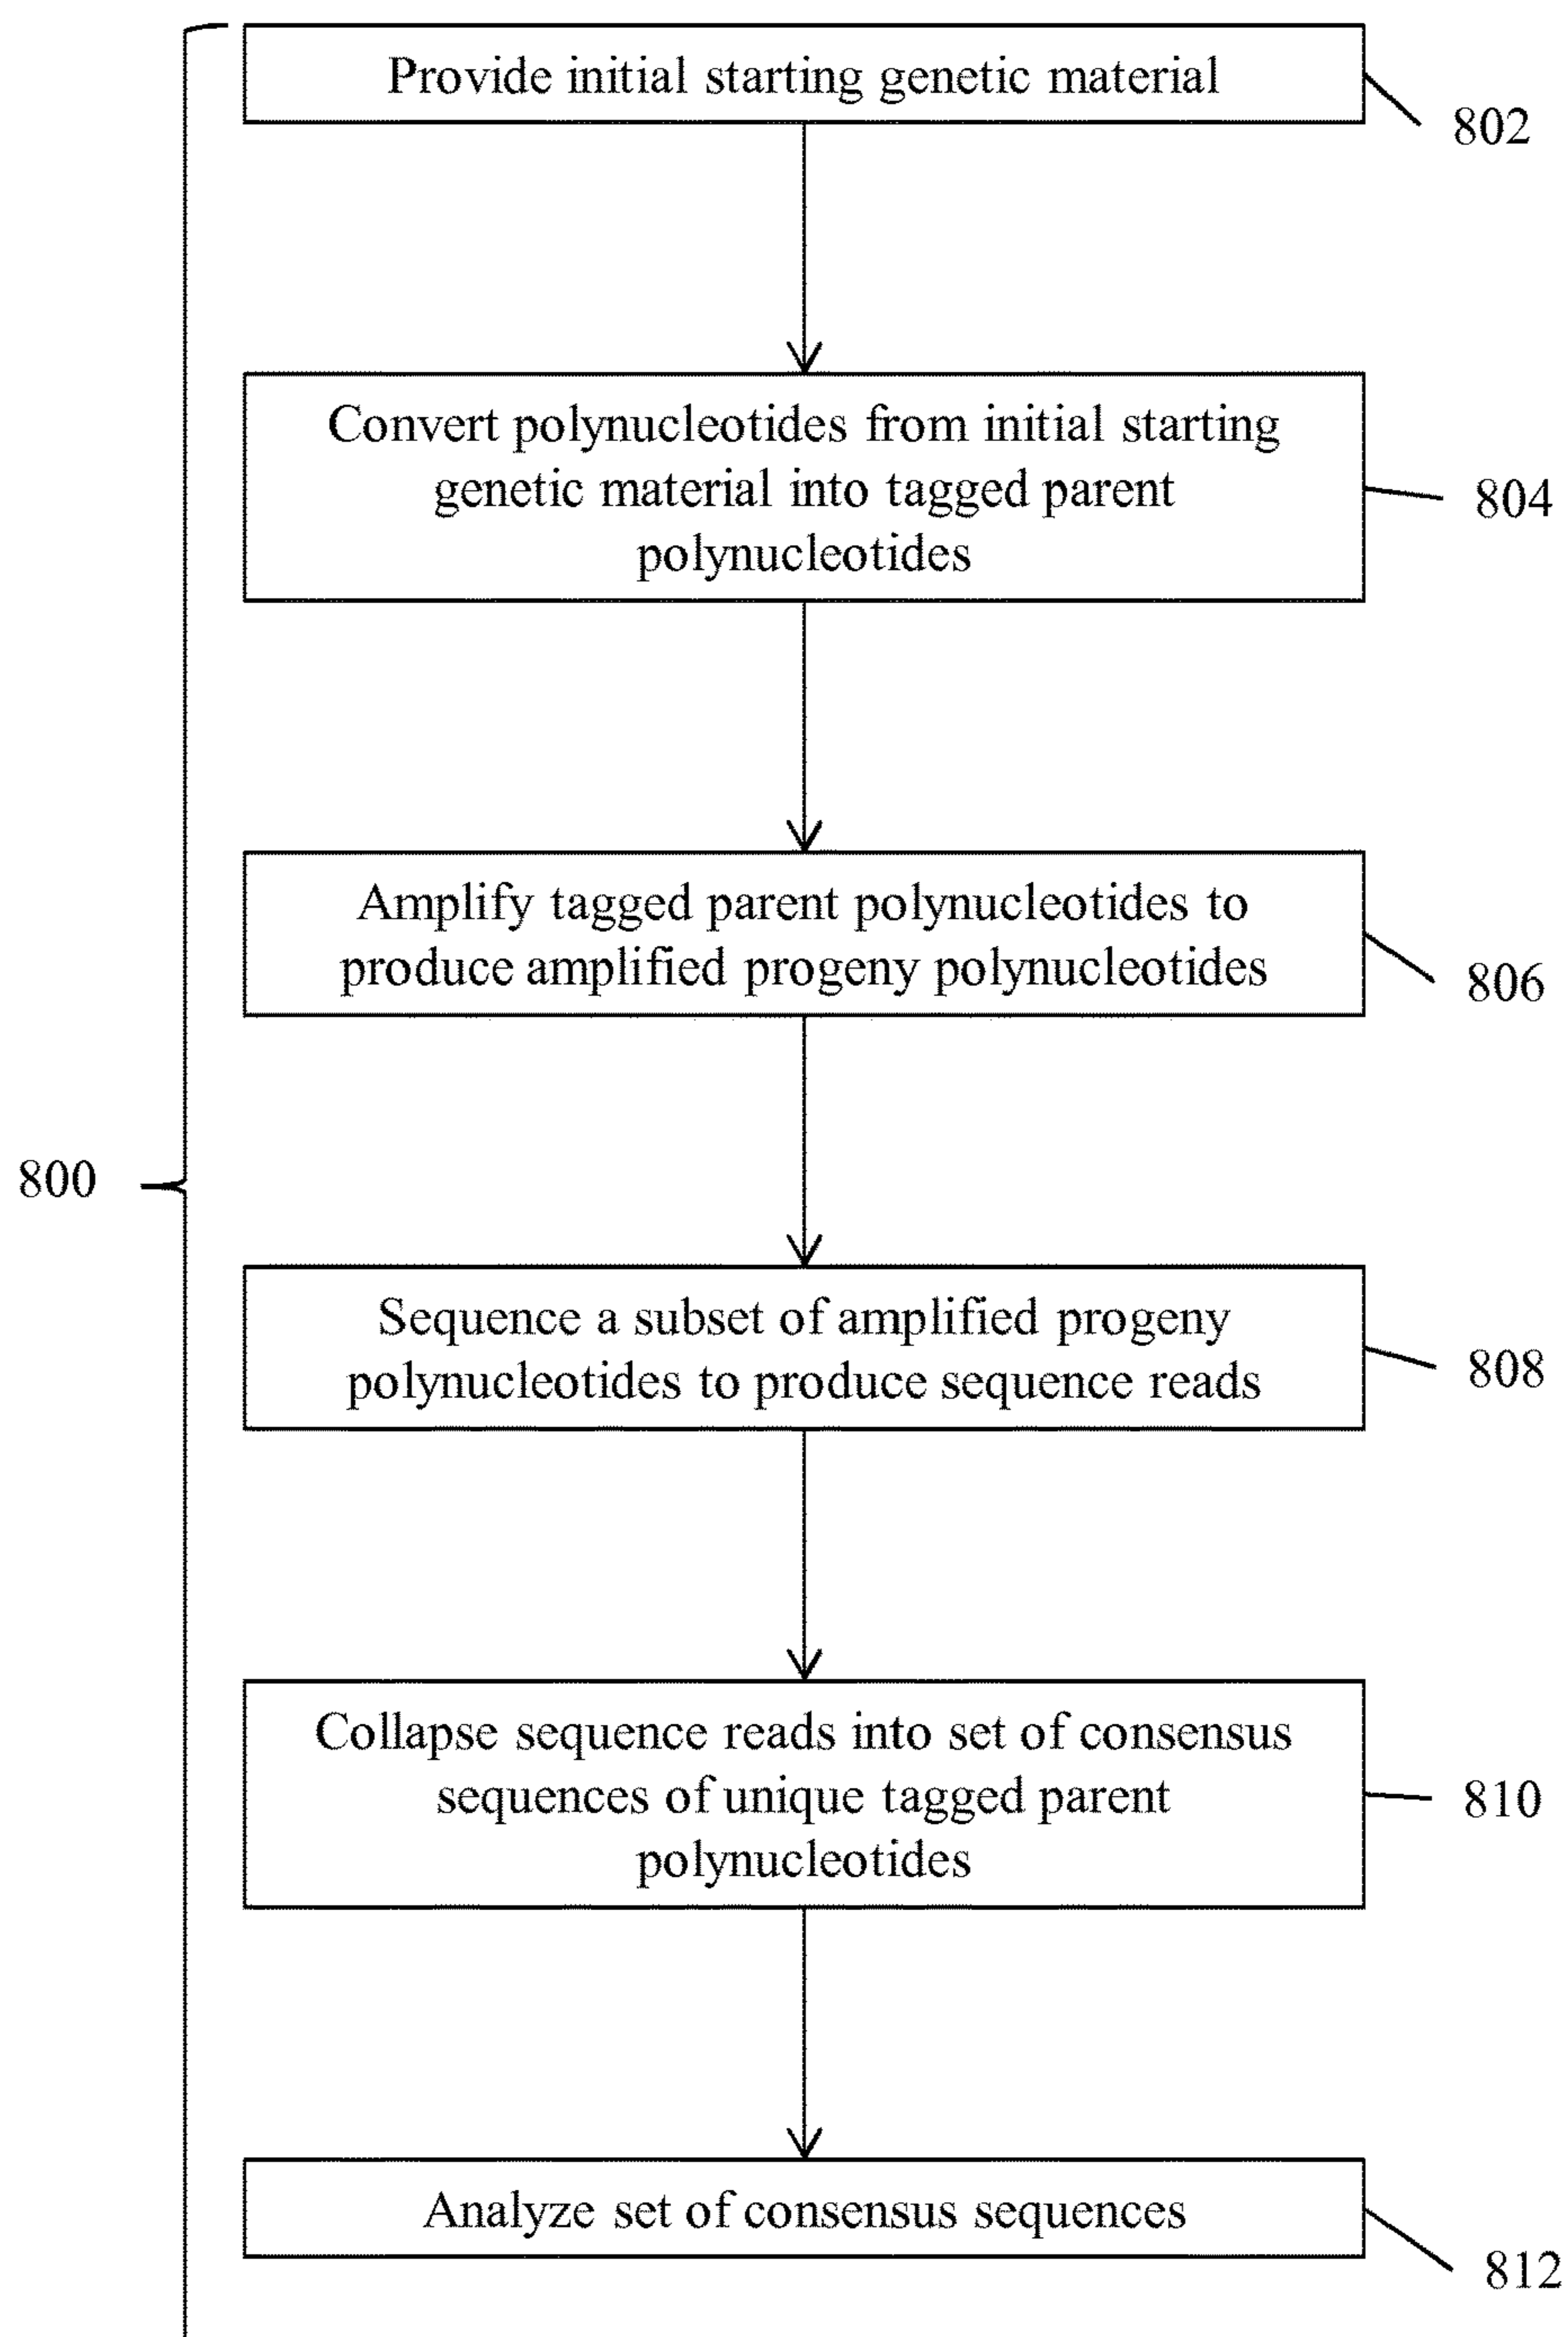 Provide initial starting genetic material
802
Convert polynucleotides from initial starting
genetic material into tagged parent
polynucleotides
804
Amplify tagged parent polynucleotides to
produce amplified progeny polynucleotides
806
800
Sequence a subset of amplified progeny
polynucleotides to produce sequence reads
808
Collapse sequence reads into set of consensus
sequences of unique tagged parent
polynucleotides
810
Analyze set of consensus sequences
812